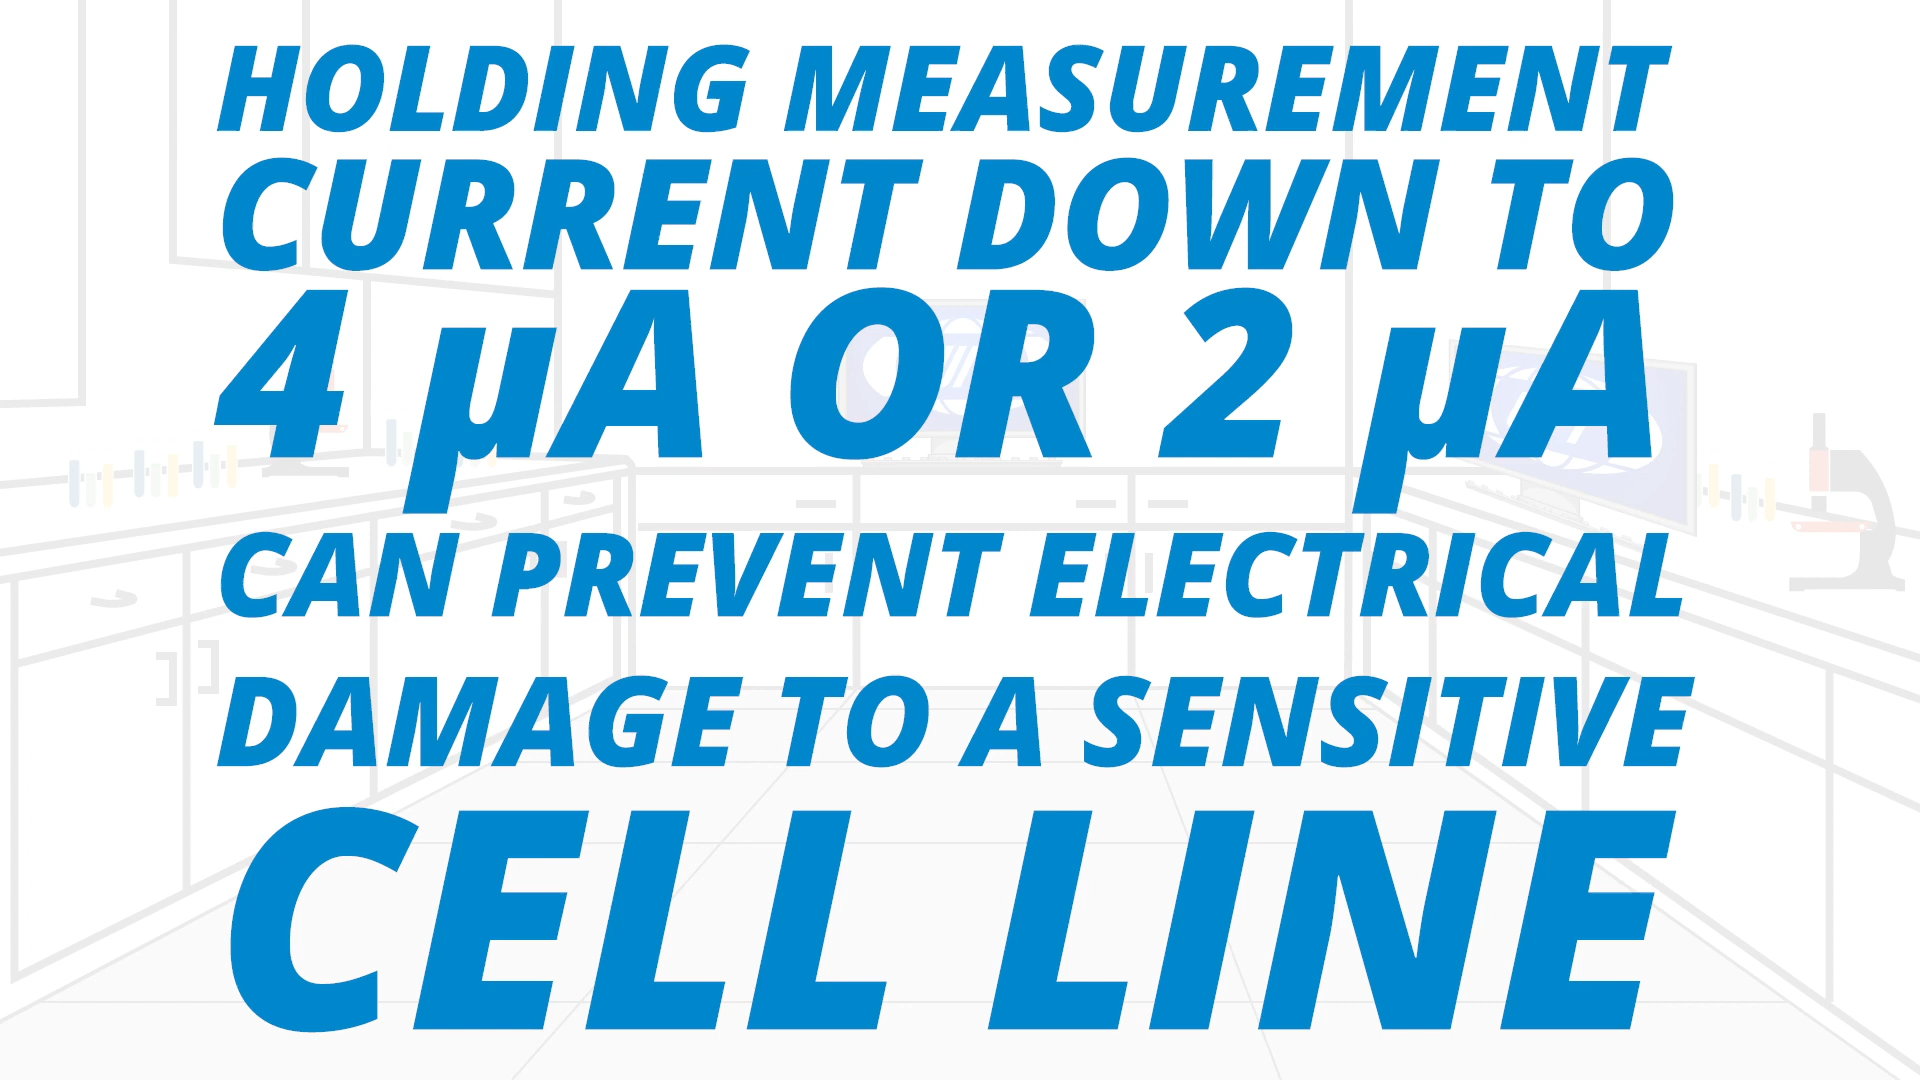 HOLDING MEASUREMENT
CURRENT DOWN TO
4 µA OR 2 µA
CAN PREVENT ELECTRICAL
DAMAGE TO A SENSITIVE
CELL LINE